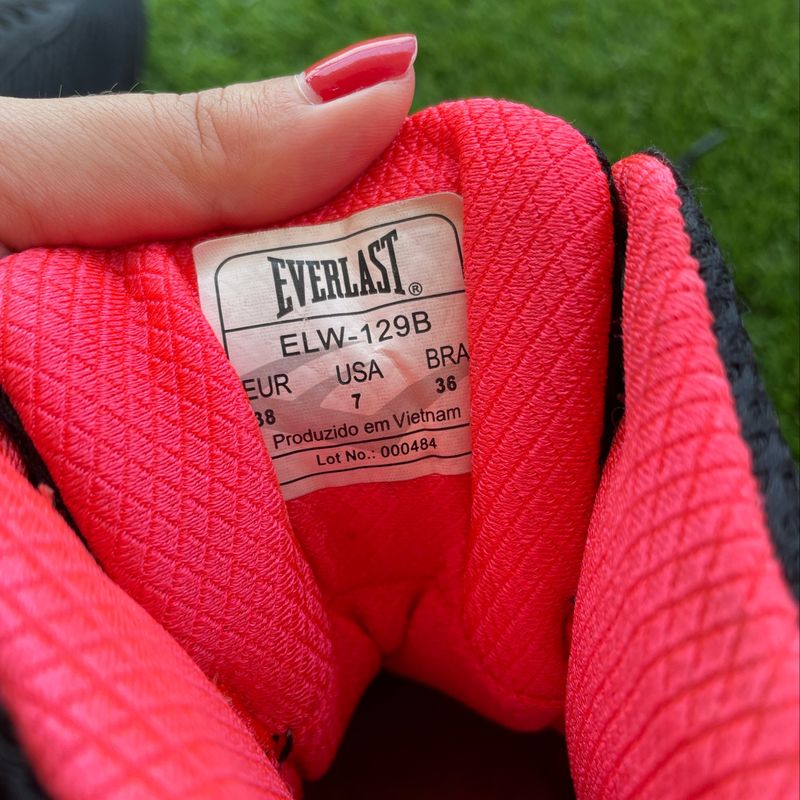 EVERLAST®
ELW-129B
EUR USA BRA
38 7 36
Produzido em Vietnam
Lot No.: 000484